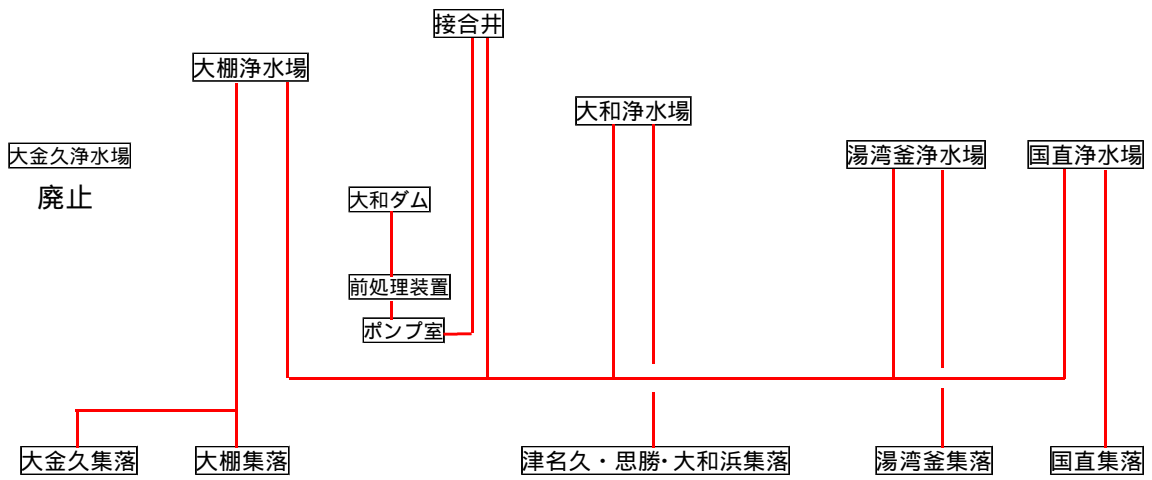 接合井
大棚浄水場
大和浄水場
大金久浄水場
湯湾釜浄水場
国直浄水場
廃止
大和ダム
前処理装置
ポンプ室
大金久集落
大棚集落
津名久・思勝・大和浜集落
湯湾釜集落
国直集落